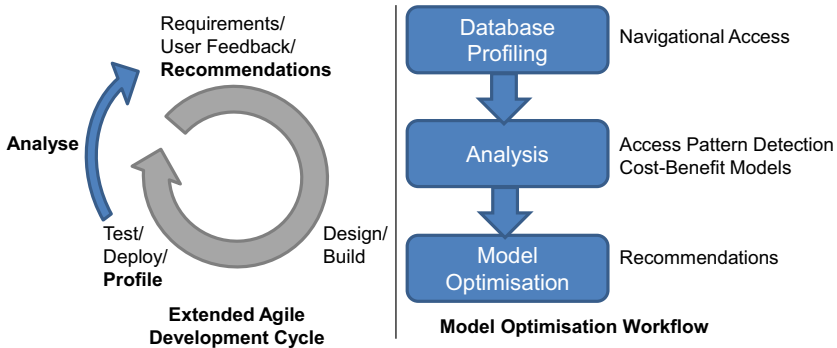 Requirements/
User Feedback/
Recommendations
Analyse
Test/
Deploy/
Profile
Design/
Build
Extended Agile
Development Cycle
Database
Profiling
Navigational Access
Analysis
Access Pattern Detection
Cost-Benefit Models
Model
Optimisation
Recommendations
Model Optimisation Workflow